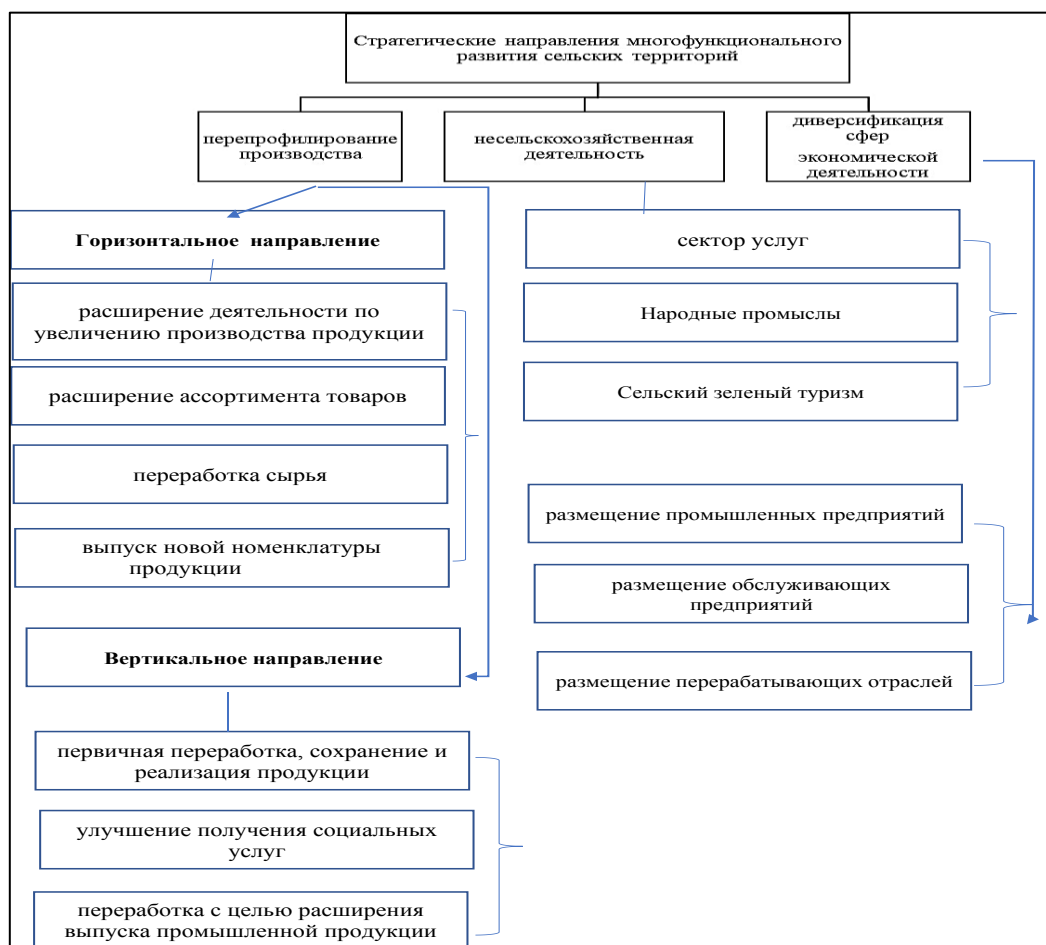 Стратегические направления многофункционального
развития сельских территорий
перепрофилирование
производства
несельскохозяйственная
деятельность
диверсификация
сфер
экономической
деятельности
Горизонтальное направление
расширение деятельности по
увеличению производства продукции
расширение ассортимента товаров
переработка сырья
выпуск новой номенклатуры
продукции
Вертикальное направление
первичная переработка, сохранение и
реализация продукции
улучшение получения социальных
услуг
переработка с целью расширения
выпуска промышленной продукции
сектор услуг
Народные промыслы
Сельский зеленый туризм
размещение промышленных предприятий
размещение обслуживающих
предприятий
размещение перерабатывающих отраслей